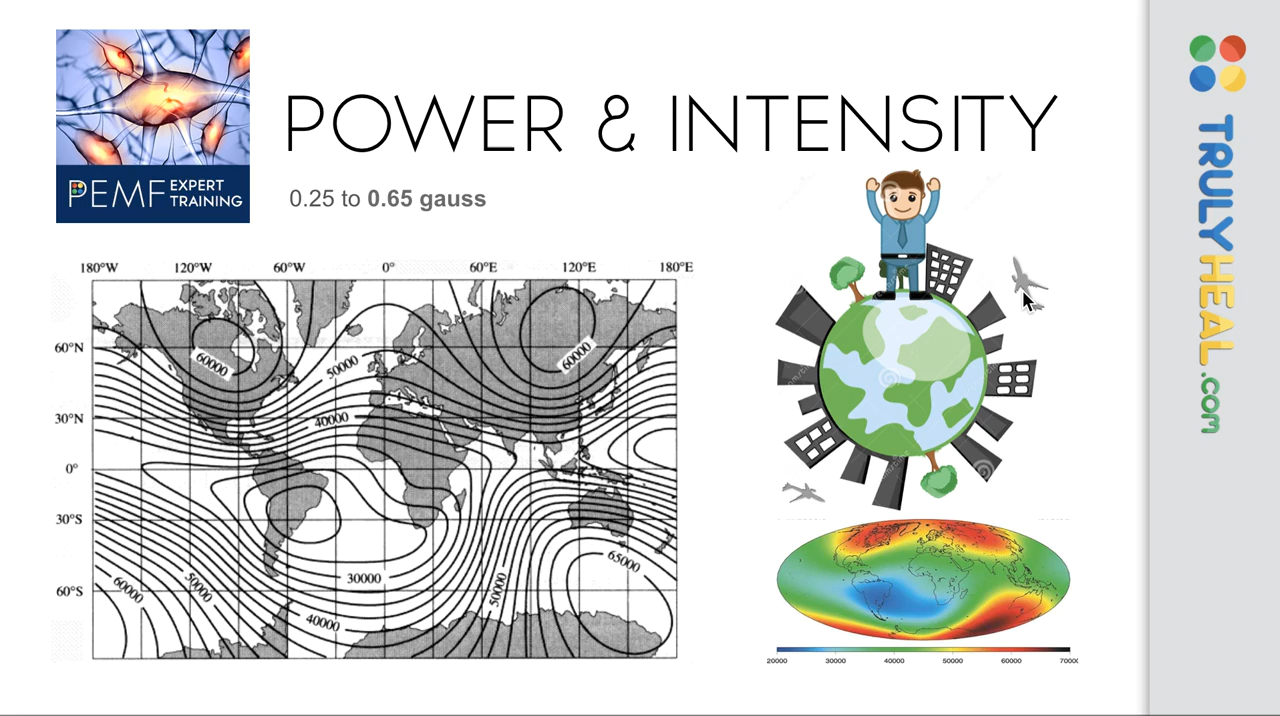 POWER & INTENSITY
PEMF EXPERT
TRAINING
0.25 to 0.65 gauss
180°W 120°W 60°W 0° 60°E 120°E 180°E
60°N
30°N
0°
30°S
60°S
60000
50000
60000
40000
30000
65000
60000
50000
50000
40000
20000 30000 40000 50000 60000 7000
TRULYHEAL.com